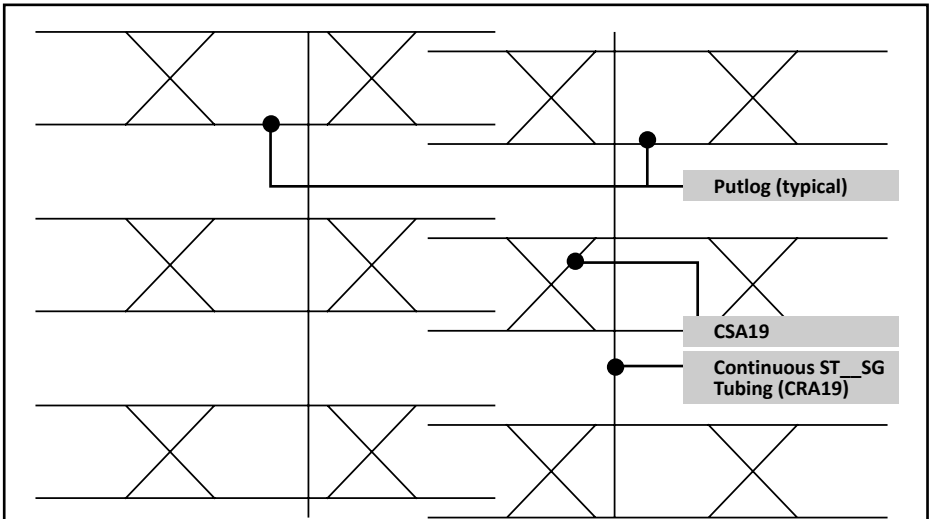 Putlog (typical)
CSA19
Continuous ST__SG
Tubing (CRA19)